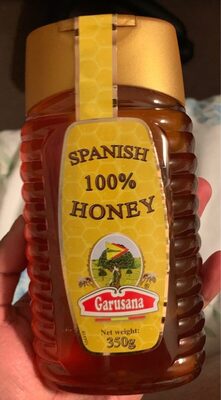 SPANISH
100%
HONEY
Garusana
Net weight:
350g